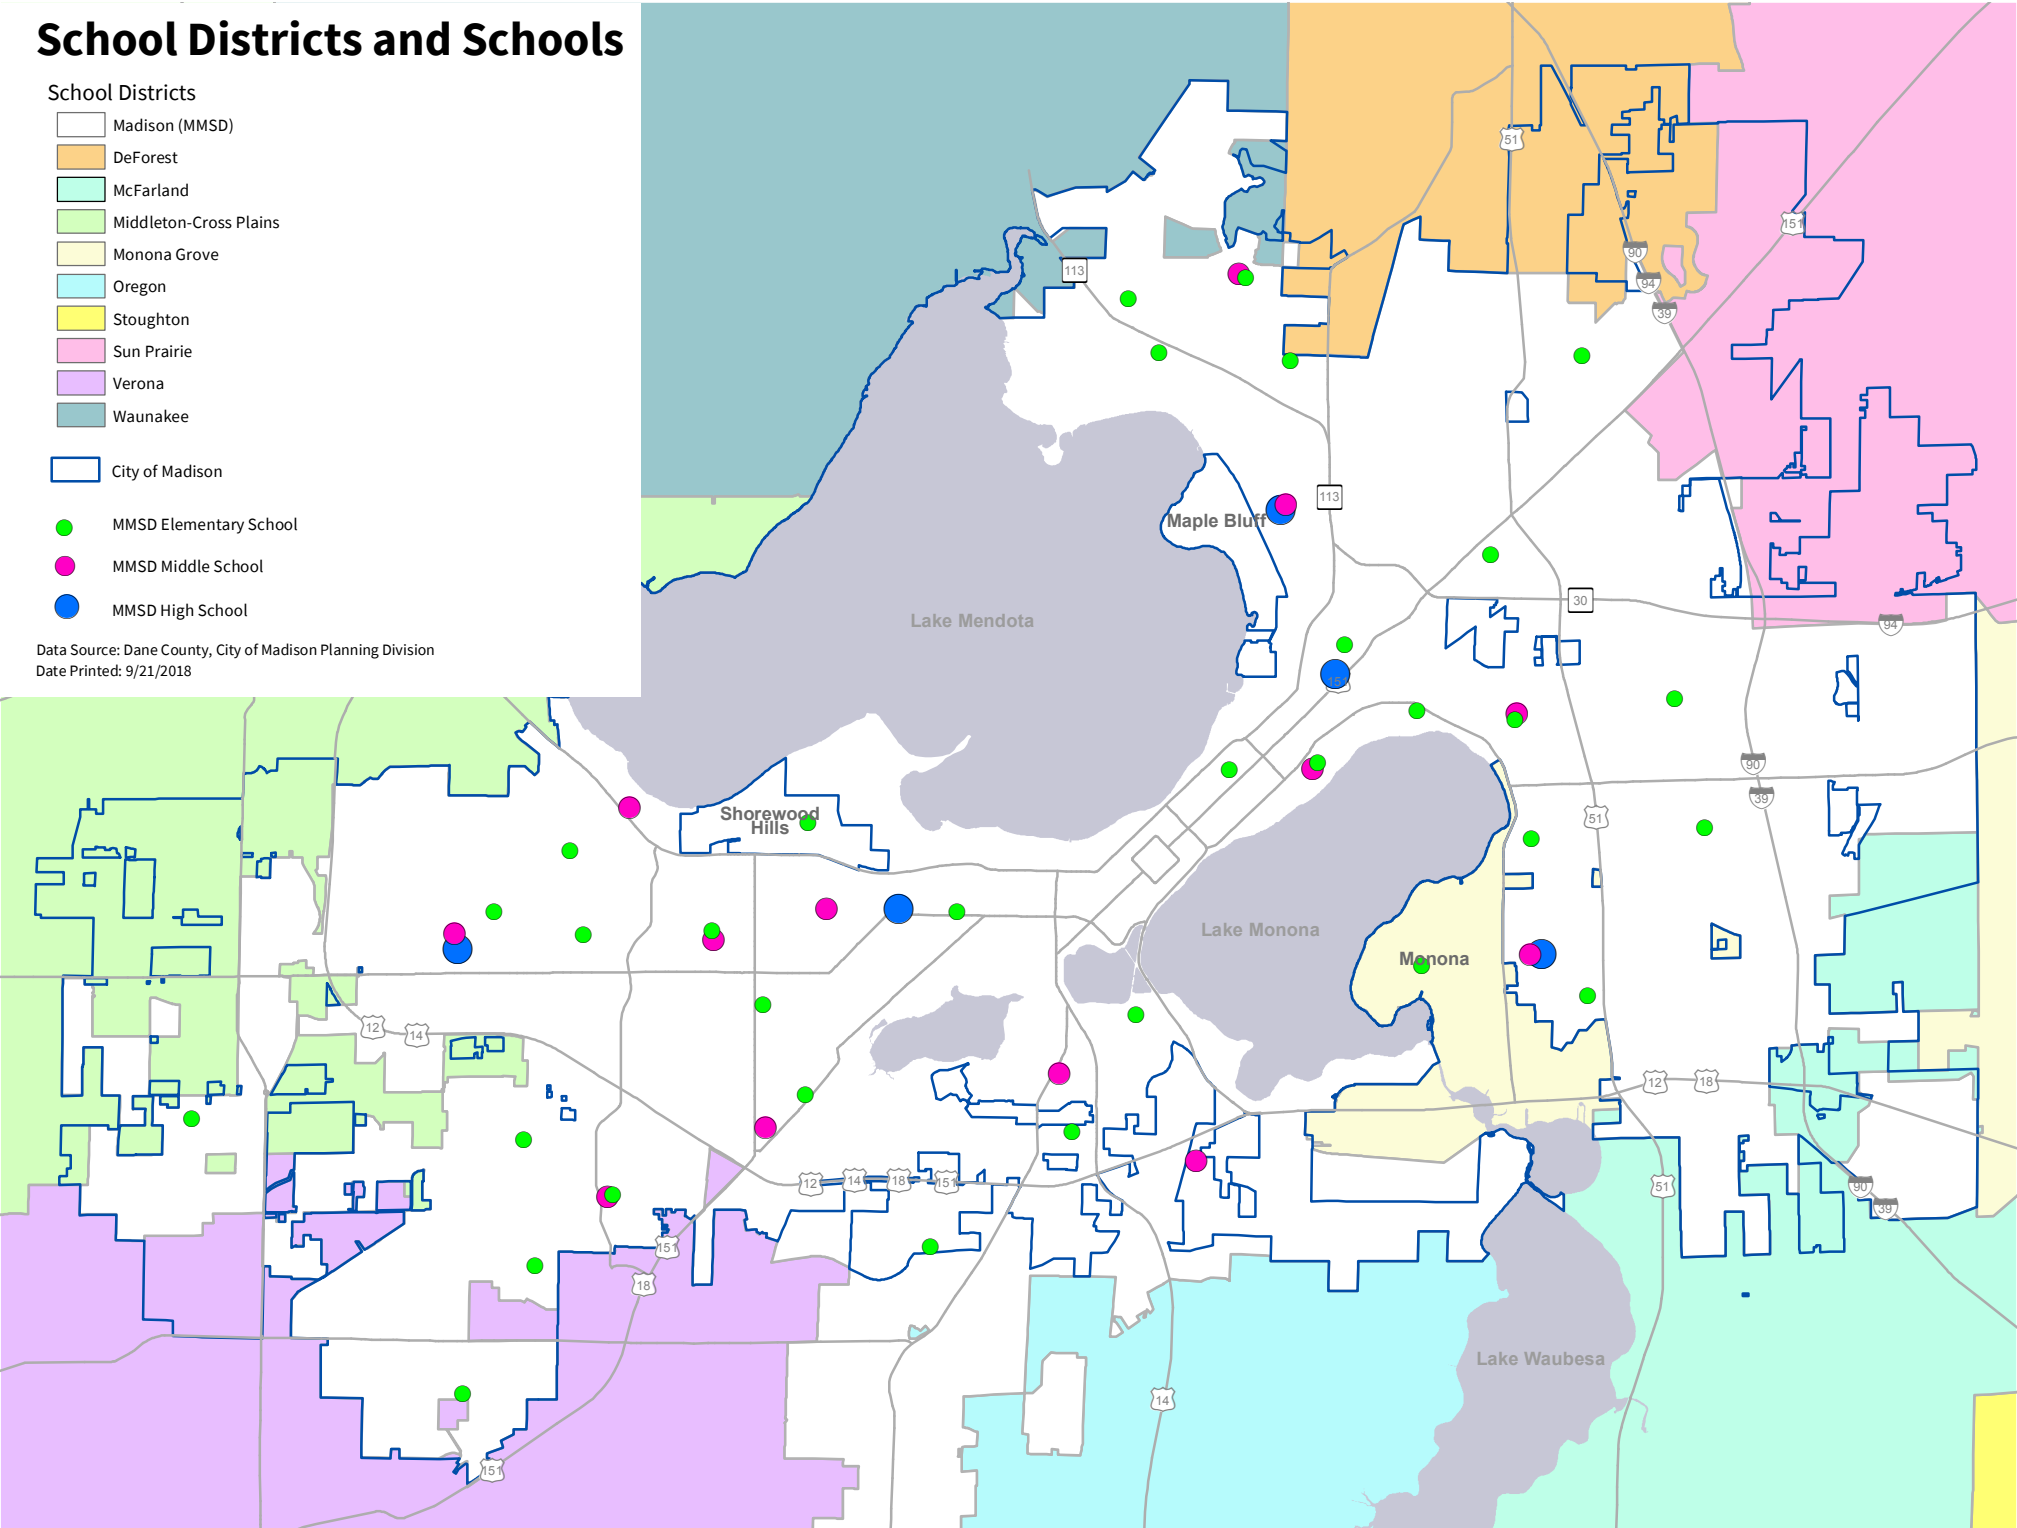 School Districts and Schools
School Districts
Madison (MMSD)
DeForest
McFarland
Middleton-Cross Plains
Monona Grove
Oregon
Stoughton
Sun Prairie
Verona
Waunakee
City of Madison
MMSD Elementary School
MMSD Middle School
MMSD High School
Data Source: Dane County, City of Madison Planning Division
Date Printed: 9/21/2018
51
151
90
94
39
113
113
Maple Bluff
30
94
Lake Mendota
151
90
39
51
Shorewood
Hills
Lake Monona
Monona
12
14
12
18
12
14
18
151
51
90
39
151
18
14
151
Lake Waubesa